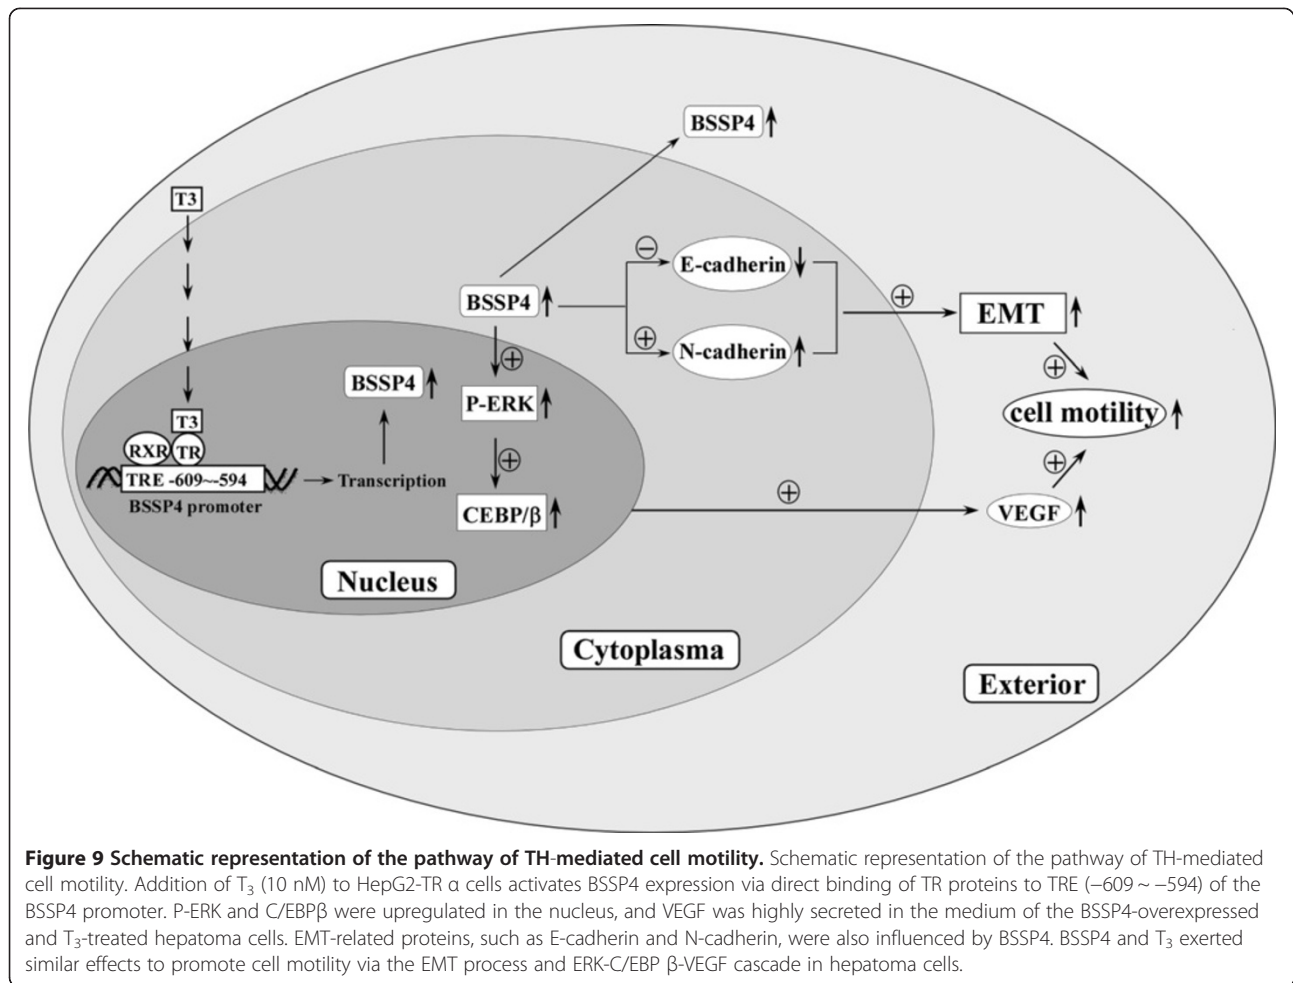 BSSP4
T3
E-cadherin
BSSP4
EMT
N-cadherin
BSSP4
P-ERK
cell motility
T3
RXR
TR
TRE -609~-594
Transcription
BSSP4 promoter
CEBP/β
VEGF
Nucleus
Cytoplasma
Exterior
Figure 9 Schematic representation of the pathway of TH-mediated cell motility. Schematic representation of the pathway of TH-mediated
cell motility. Addition of T3 (10 nM) to HepG2-TR α cells activates BSSP4 expression via direct binding of TR proteins to TRE (−609 ~ −594) of the
BSSP4 promoter. P-ERK and C/EBPβ were upregulated in the nucleus, and VEGF was highly secreted in the medium of the BSSP4-overexpressed
and T3-treated hepatoma cells. EMT-related proteins, such as E-cadherin and N-cadherin, were also influenced by BSSP4. BSSP4 and T3 exerted
similar effects to promote cell motility via the EMT process and ERK-C/EBP β-VEGF cascade in hepatoma cells.